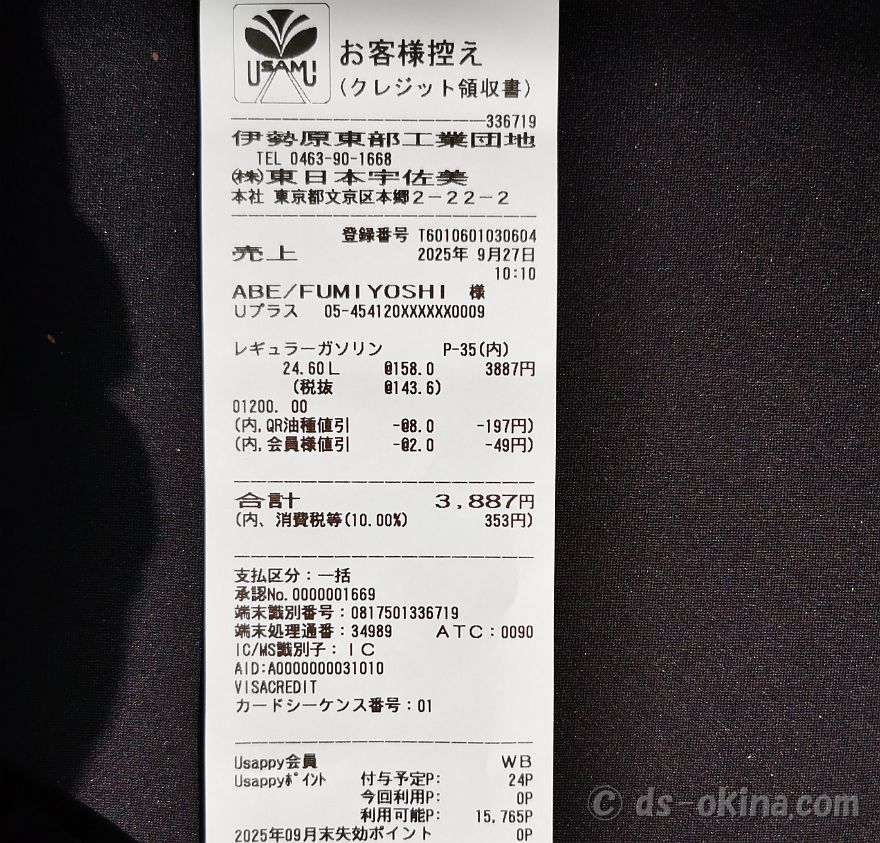 USAMI
お客様控え
(クレジット領収書)
336719
伊勢原東部工業団地
TEL 0463-90-1668
㈱東日本宇佐美
本社 東京都文京区本郷2-22-2
登録番号 T6010601030604
売上 2025年 9月27日
10:10
ABE/FUMIYOSHI 様
Uプラス 05-454120XXXXXX0009
レギュラーガソリン P-35(内)
24.60L @158.0 3887円
(税抜 @143.6)
01200. 00
(内,QR油種値引 -@8.0 -197円)
(内,会員様値引 -@2.0 -49円)
合計 3,887円
(内、消費税等(10.00%) 353円)
支払区分:一括
承認No.0000001669
端末識別番号:0817501336719
端末処理通番:34989 ATC:0090
IC/MS識別子:IC
AID:A0000000031010
VISACREDIT
カードシーケンス番号:01
Usappy会員 WB
Usappyポイント 付与予定P: 24P
今回利用P: 0P
利用可能P: 15,765P
2025年09月末失効ポイント 0P
© ds-okina.com